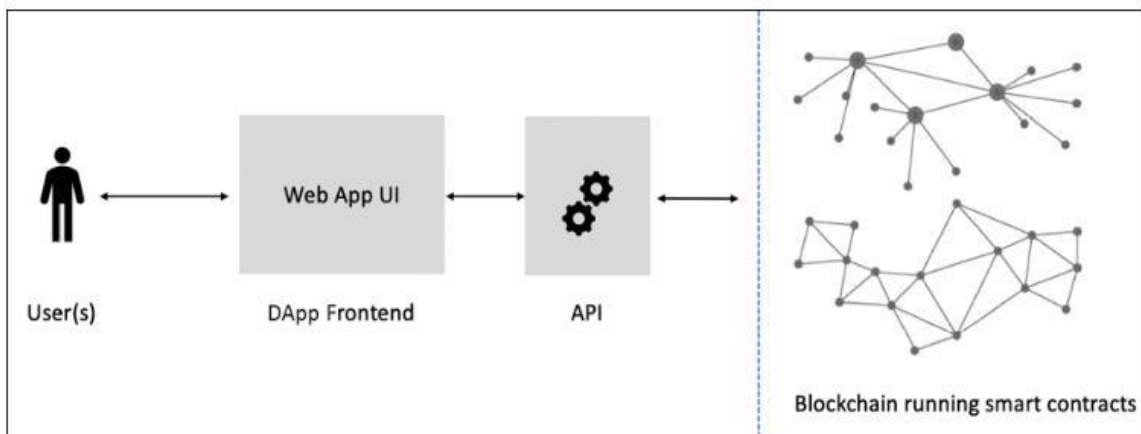 Web App UI
User(s)
DApp Frontend
API
Blockchain running smart contracts